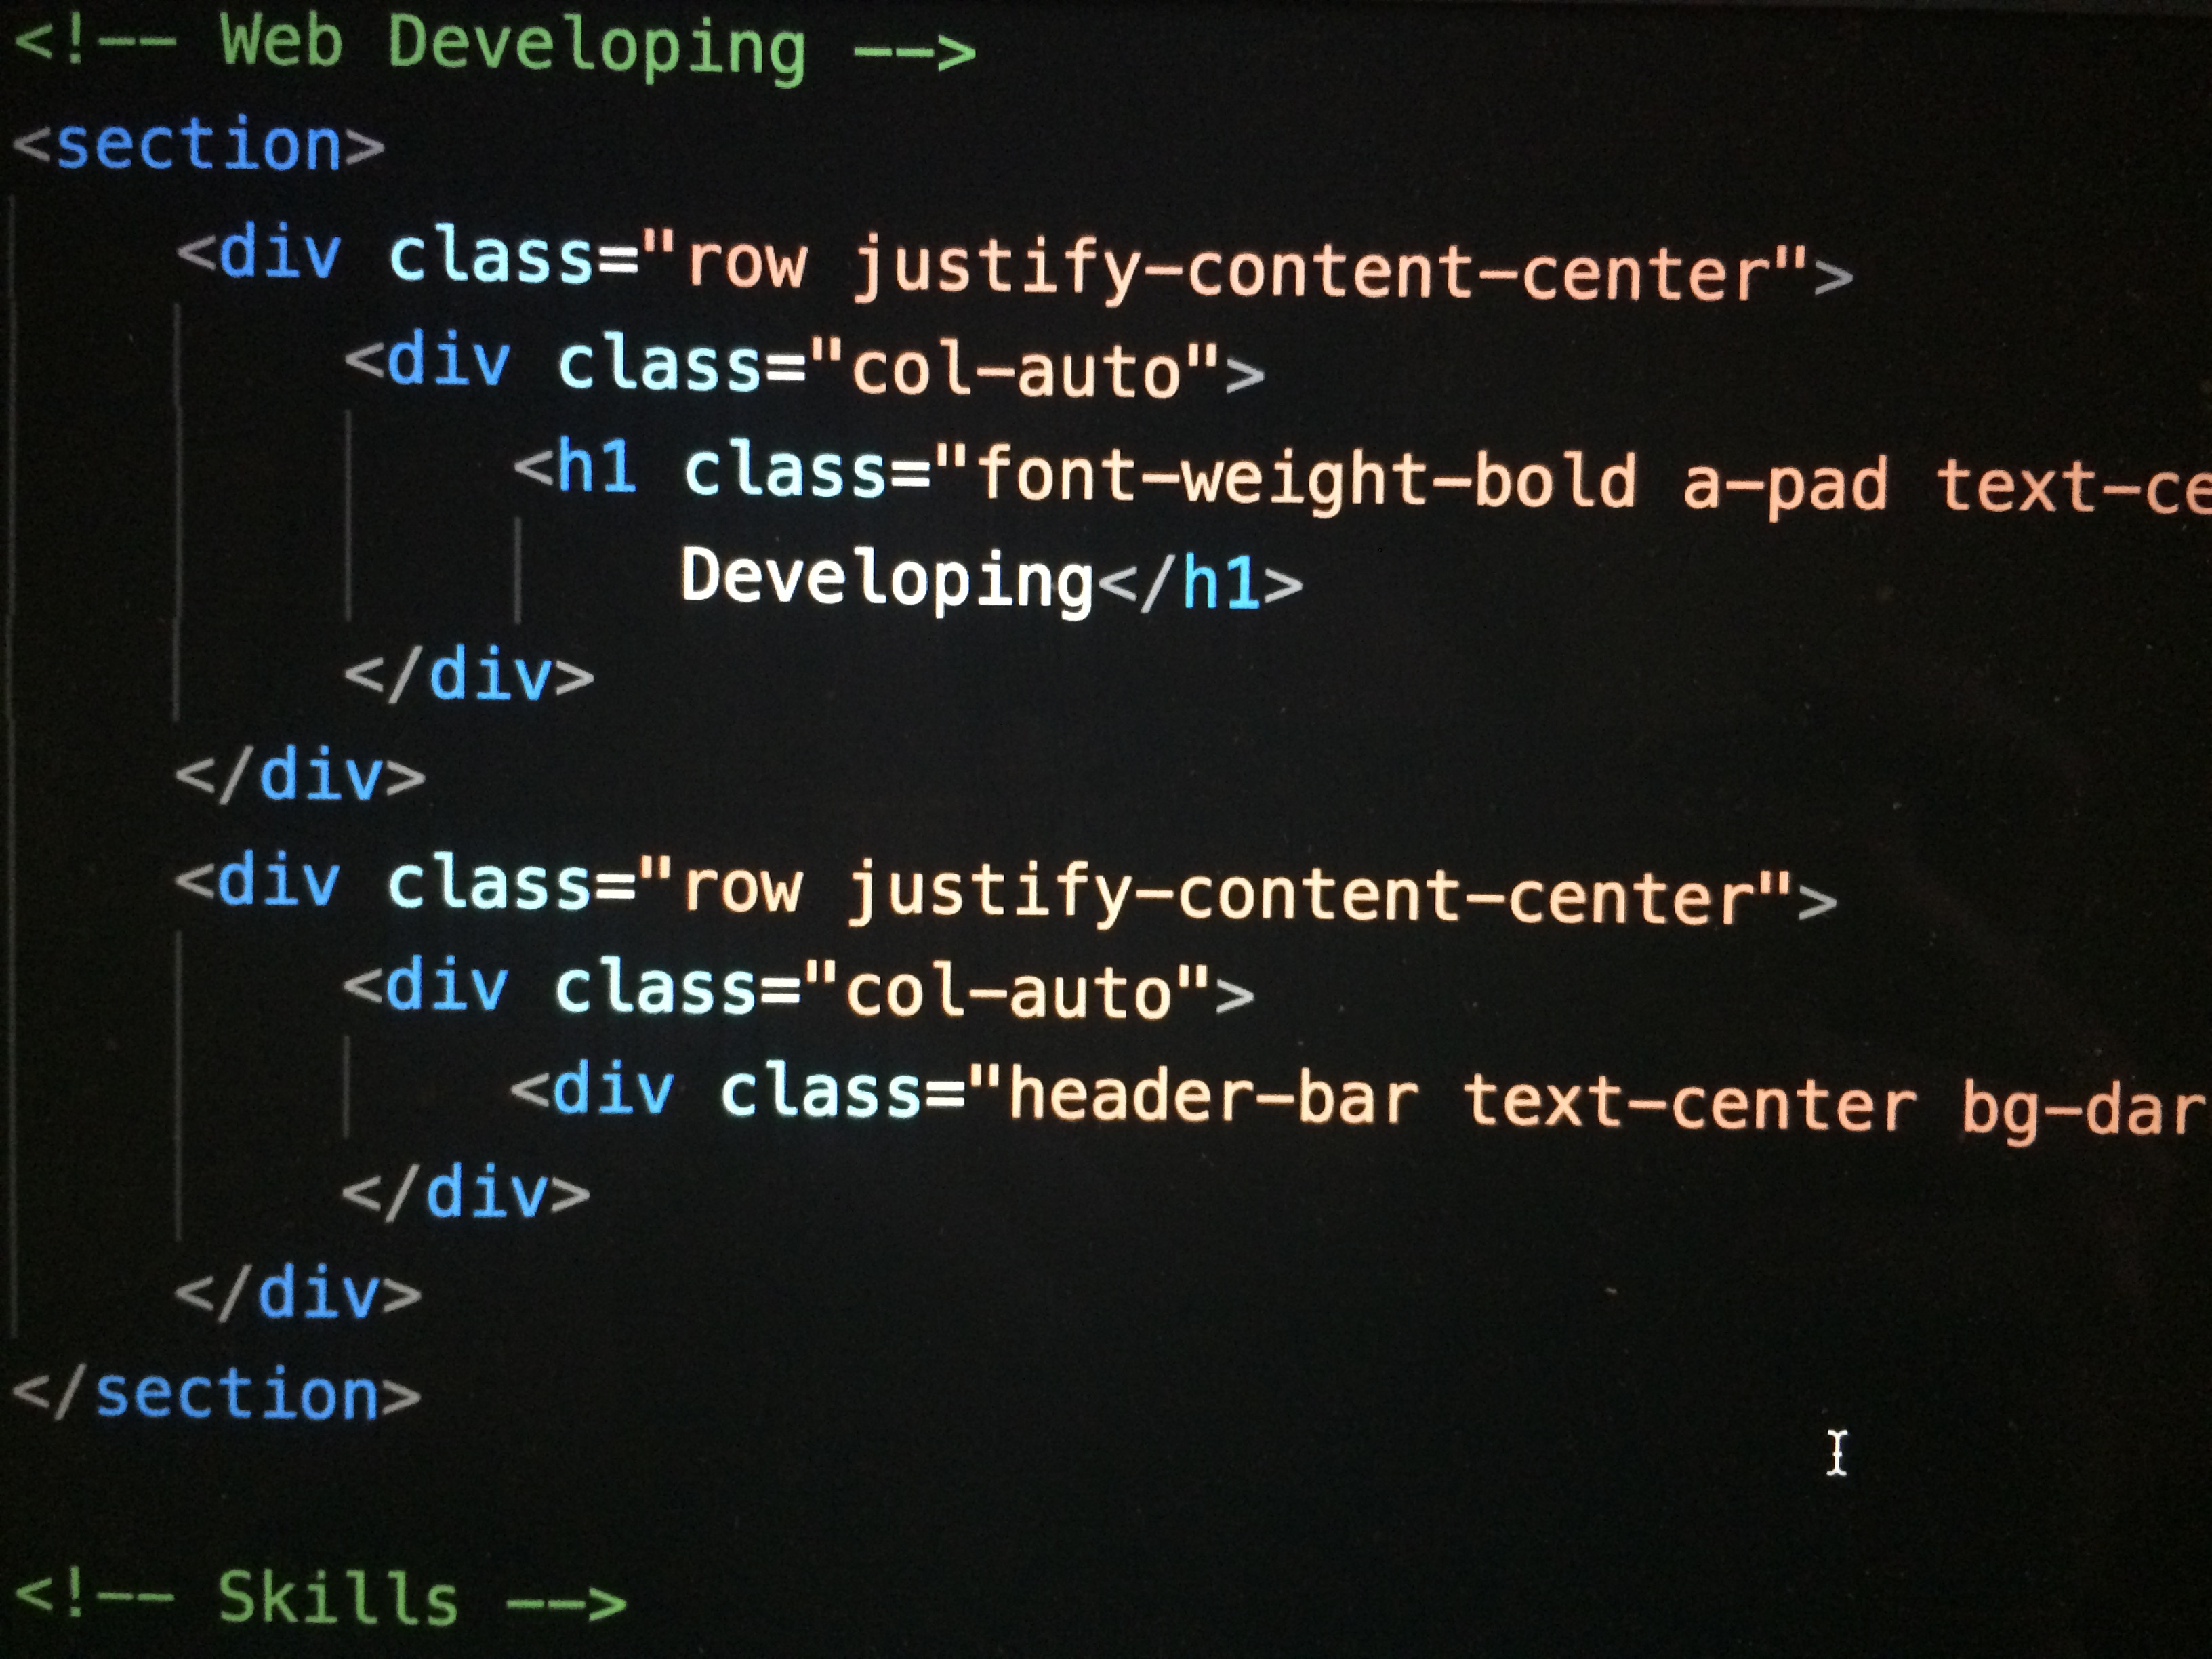 <!-- Web Developing -->
<section>
<div class="row justify-content-center">
<div class="col-auto">
<h1 class="font-weight-bold a-pad text-ce
Developing</h1>
</div>
</div>
<div class="row justify-content-center">
<div class="col-auto">
<div class="header-bar text-center bg-dar
</div>
</div>
</section>
<!-- Skills -->